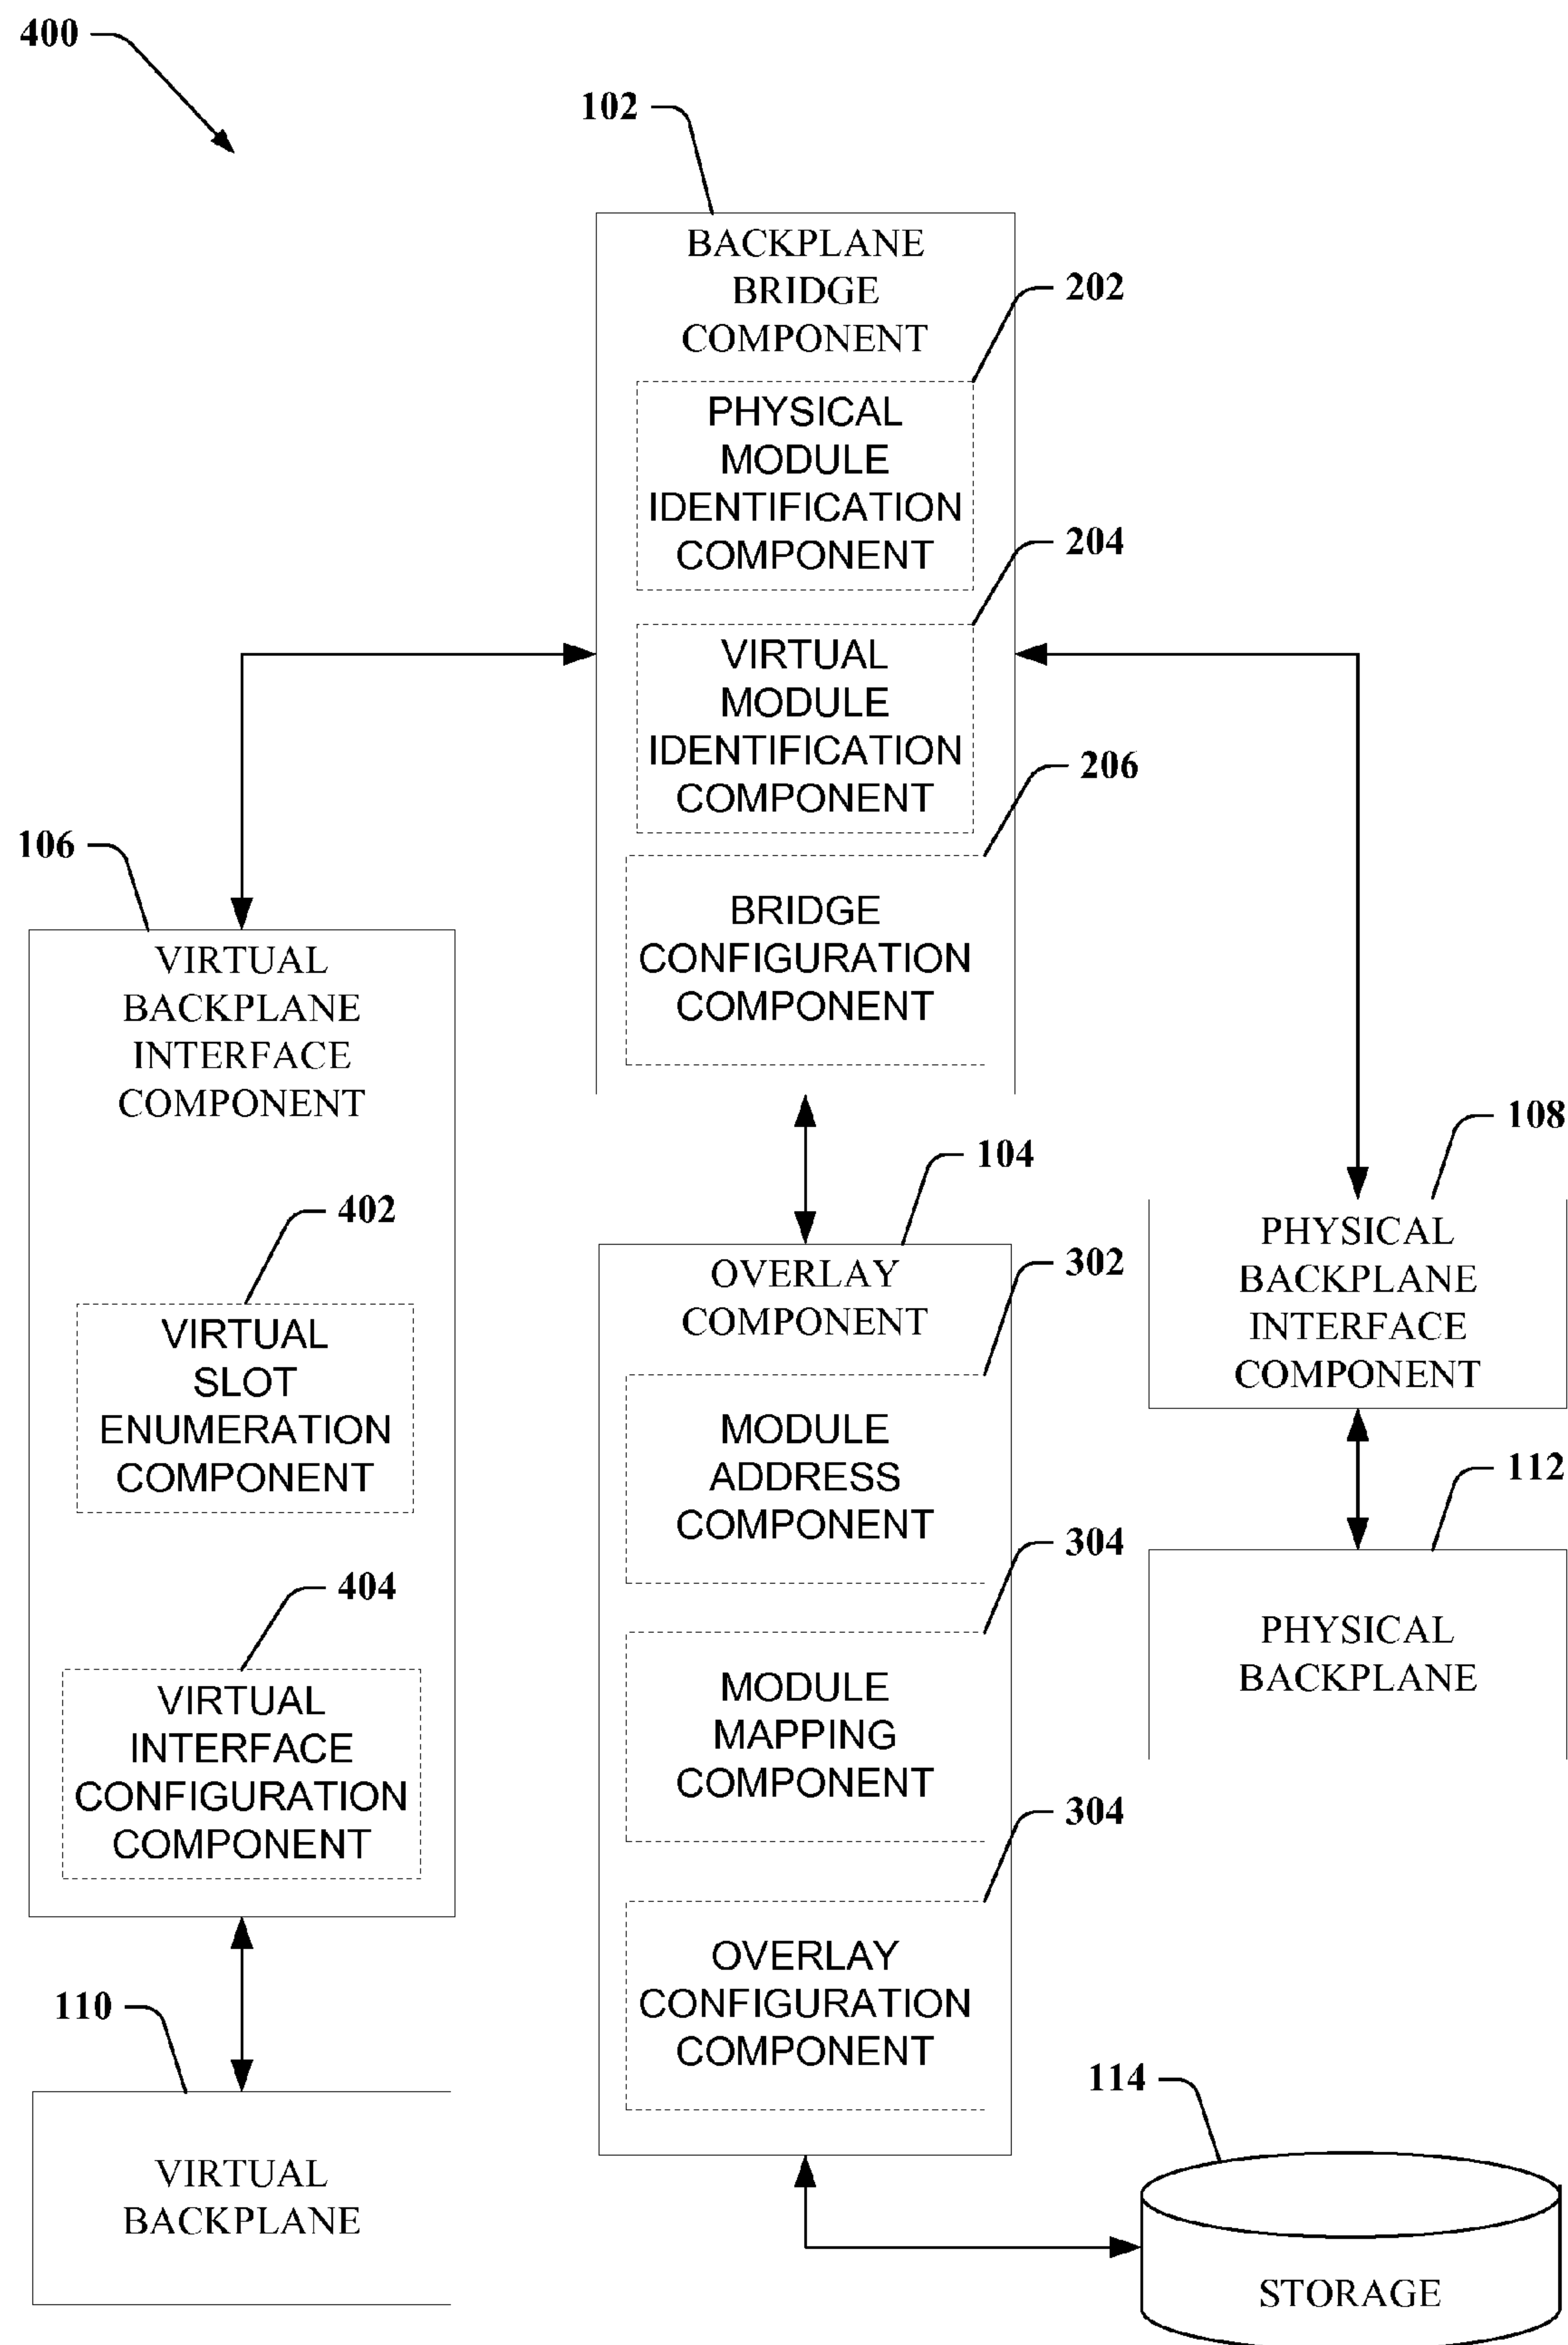 400
102
BACKPLANE
BRIDGE
COMPONENT
202
PHYSICAL
MODULE
IDENTIFICATION
COMPONENT
204
VIRTUAL
MODULE
IDENTIFICATION
COMPONENT
206
BRIDGE
CONFIGURATION
COMPONENT
106
VIRTUAL
BACKPLANE
INTERFACE
COMPONENT
402
VIRTUAL
SLOT
ENUMERATION
COMPONENT
404
VIRTUAL
INTERFACE
CONFIGURATION
COMPONENT
110
VIRTUAL
BACKPLANE
104
OVERLAY
COMPONENT
302
MODULE
ADDRESS
COMPONENT
304
MODULE
MAPPING
COMPONENT
304
OVERLAY
CONFIGURATION
COMPONENT
108
PHYSICAL
BACKPLANE
INTERFACE
COMPONENT
112
PHYSICAL
BACKPLANE
114
STORAGE